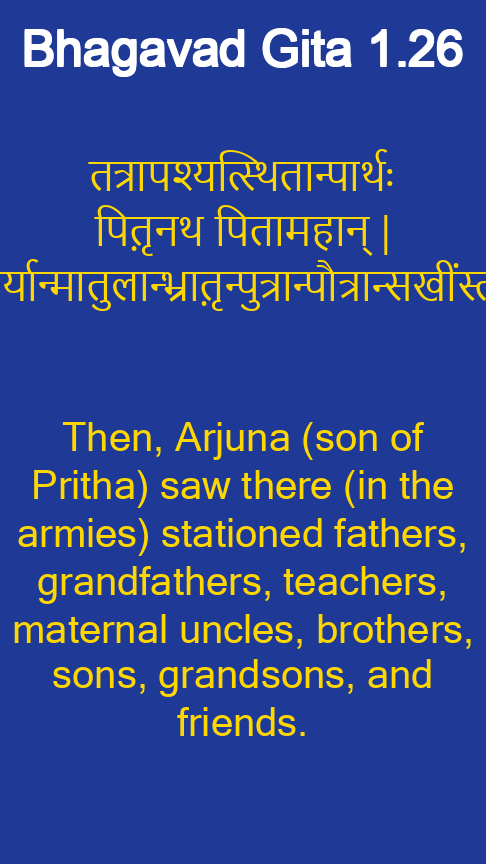 Bhagavad Gita 1.26
तत्रापश्यत्स्थितान्पार्थः
पितृ़नथ पितामहान् |
र्यान्मातुलान्भ्रातृ़न्पुत्रान्पौत्रान्सखींस्त
Then, Arjuna (son of
Pritha) saw there (in the
armies) stationed fathers,
grandfathers, teachers,
maternal uncles, brothers,
sons, grandsons, and
friends.